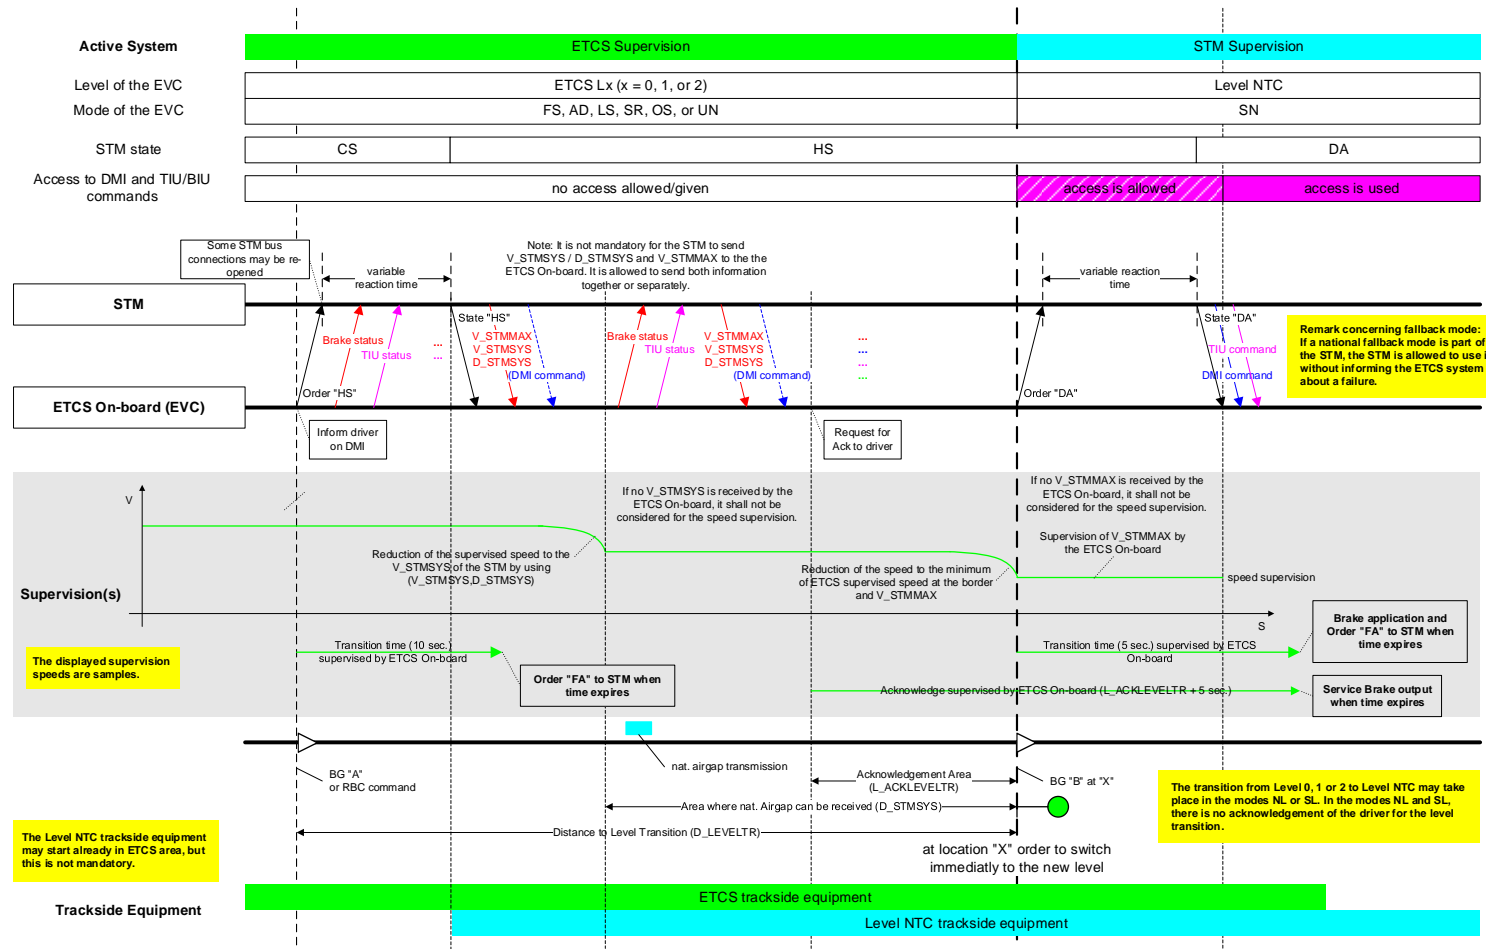 Active System
ETCS Supervision
STM Supervision
Level of the EVC
ETCS Lx (x = 0, 1, or 2)
Level NTC
Mode of the EVC
FS, AD, LS, SR, OS, or UN
SN
STM state
CS
HS
DA
Access to DMI and TIU/BIU
commands
no access allowed/given
access is allowed
access is used
Some STM bus
connections may be re-
opened
variable
reaction time
Note: It is not mandatory for the STM to send
V_STMSYS / D_STMSYS and V_STMMAX to the the
ETCS On-board. It is allowed to send both information
together or separately.
variable reaction
time
STM
Brake status
TIU status
...
...
State "HS"
V_STMMAX
V_STMSYS
D_STMSYS
(DMI command)
Order "HS"
Brake status
TIU status
V_STMMAX
V_STMSYS
D_STMSYS
(DMI command)
...
...
...
...
State "DA"
TIU command
DMI command
Order "DA"
Remark concerning fallback mode:
If a national fallback mode is part of
the STM, the STM is allowed to use i
without informing the ETCS system
about a failure.
ETCS On-board (EVC)
Inform driver
on DMI
Request for
Ack to driver
V
If no V_STMSYS is received by the
ETCS On-board, it shall not be
considered for the speed supervision.
If no V_STMMAX is received by the
ETCS On-board, it shall not be
considered for the speed supervision.
Reduction of the supervised speed to the
V_STMSYS of the STM by using
(V_STMSYS,D_STMSYS)
Supervision of V_STMMAX by
the ETCS On-board
Reduction of the speed to the minimum
of ETCS supervised speed at the border
and V_STMMAX
speed supervision
Supervision(s)
S
The displayed supervision
speeds are samples.
Transition time (10 sec.)
supervised by ETCS On-board
Order "FA" to STM when
time expires
Transition time (5 sec.) supervised by ETCS
On-board
Brake application and
Order "FA" to STM when
time expires
Acknowledge supervised by ETCS On-board (L_ACKLEVELTR + 5 sec.)
Service Brake output
when time expires
nat. airgap transmission
BG "A"
or RBC command
Acknowledgement Area
(L_ACKLEVELTR)
BG "B" at "X"
Area where nat. Airgap can be received (D_STMSYS)
Distance to Level Transition (D_LEVELTR)
The transition from Level 0, 1 or 2 to Level NTC may take
place in the modes NL or SL. In the modes NL and SL,
there is no acknowledgement of the driver for the level
transition.
The Level NTC trackside equipment
may start already in ETCS area, but
this is not mandatory.
at location "X" order to switch
immediatly to the new level
Trackside Equipment
ETCS trackside equipment
Level NTC trackside equipment